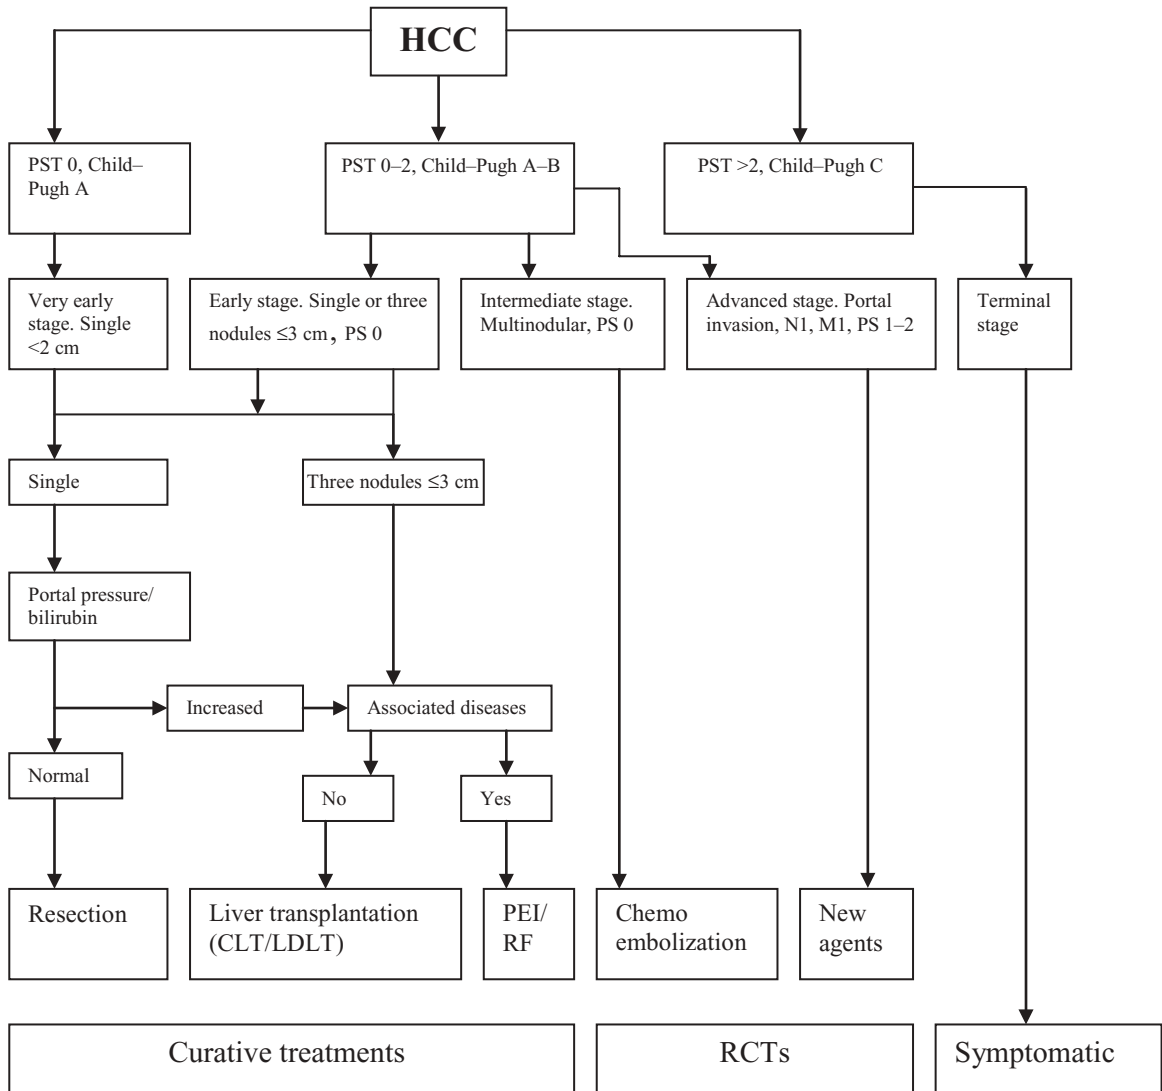 HCC
PST 0, Child–
Pugh A
PST 0–2, Child–Pugh A–B
PST >2, Child–Pugh C
Very early
stage. Single
<2 cm
Early stage. Single or three
nodules ≤3 cm, PS 0
Intermediate stage.
Multinodular, PS 0
Advanced stage. Portal
invasion, N1, M1, PS 1–2
Terminal
stage
Single
Three nodules ≤3 cm
Portal pressure/
bilirubin
Increased
Associated diseases
Normal
No
Yes
Resection
Liver transplantation
(CLT/LDLT)
PEI/
RF
Chemo
embolization
New
agents
Curative treatments
RCTs
Symptomatic